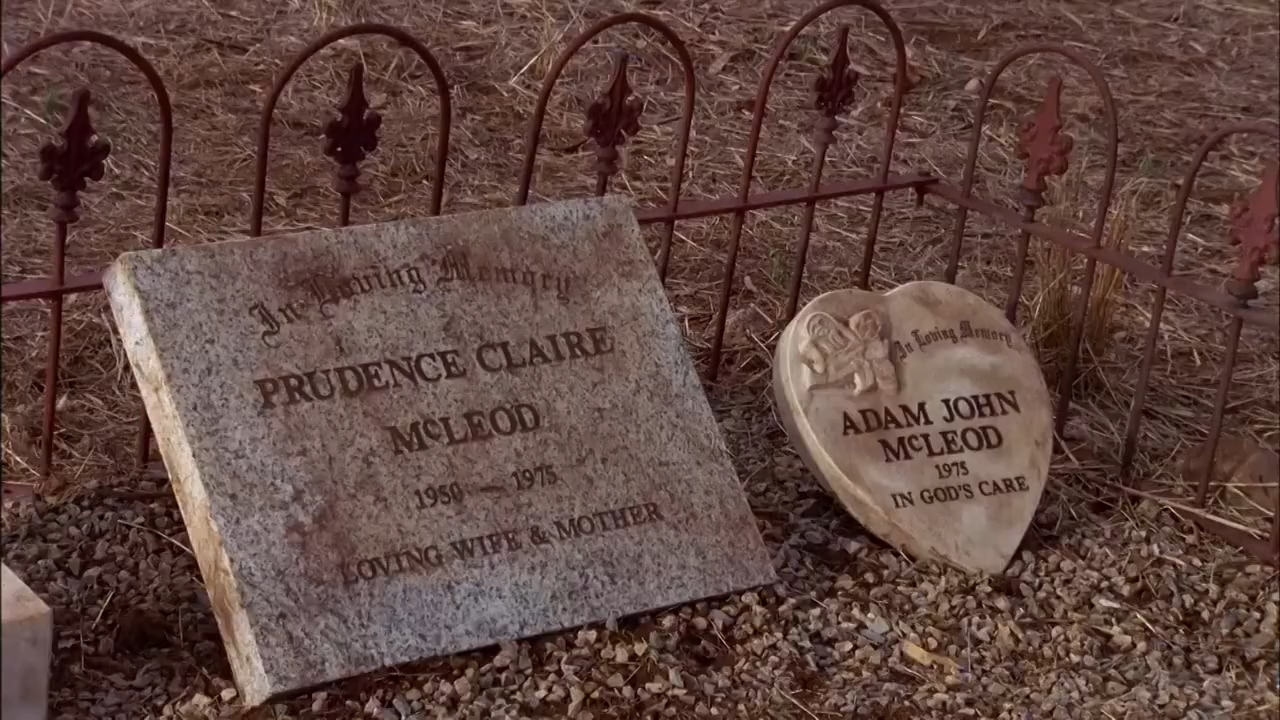 In Loving Memory
PRUDENCE CLAIRE
McLEOD
1950 — 1975
LOVING WIFE & MOTHER
In Loving Memory
ADAM JOHN
McLEOD
1975
IN GOD'S CARE